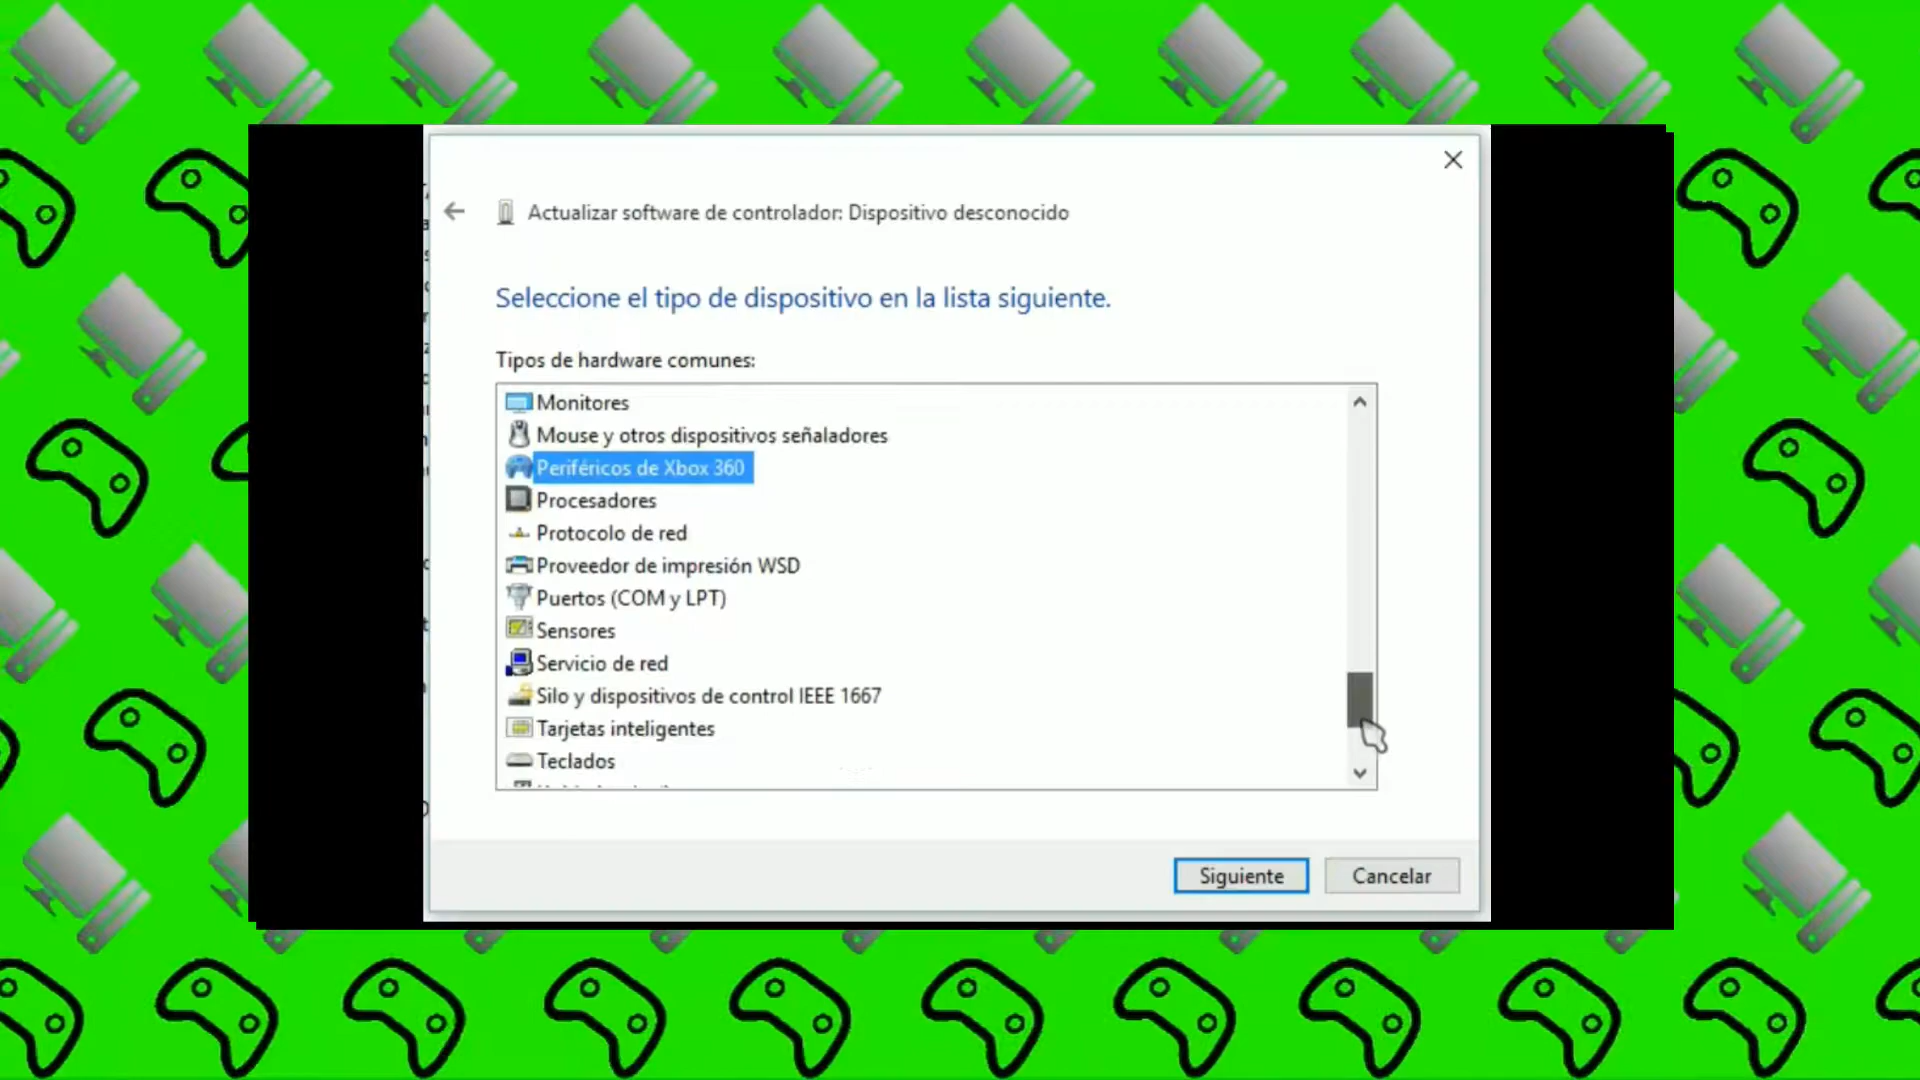 Actualizar software de controlador: Dispositivo desconocido
Seleccione el tipo de dispositivo en la lista siguiente.
Tipos de hardware comunes:
Monitores
Mouse y otros dispositivos señaladores
Periféricos de Xbox 360
Procesadores
Protocolo de red
Proveedor de impresión WSD
Puertos (COM y LPT)
Sensores
Servicio de red
Silo y dispositivos de control IEEE 1667
Tarjetas inteligentes
Teclados
Siguiente
Cancelar